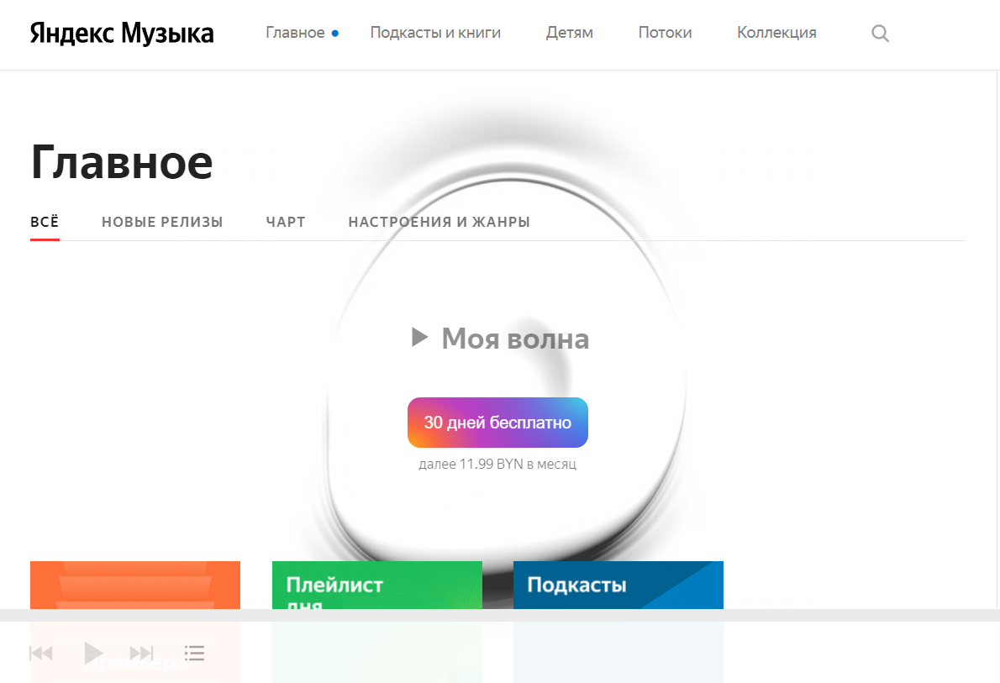 Яндекс Музыка
Главное
Подкасты и книги
Детям
Потоки
Коллекция
Главное
ВСЁ
НОВЫЕ РЕЛИЗЫ
ЧАРТ
НАСТРОЕНИЯ И ЖАНРЫ
Моя волна
30 дней бесплатно
далее 11.99 BYN в месяц
Плейлист
дня
Подкасты
Премьера